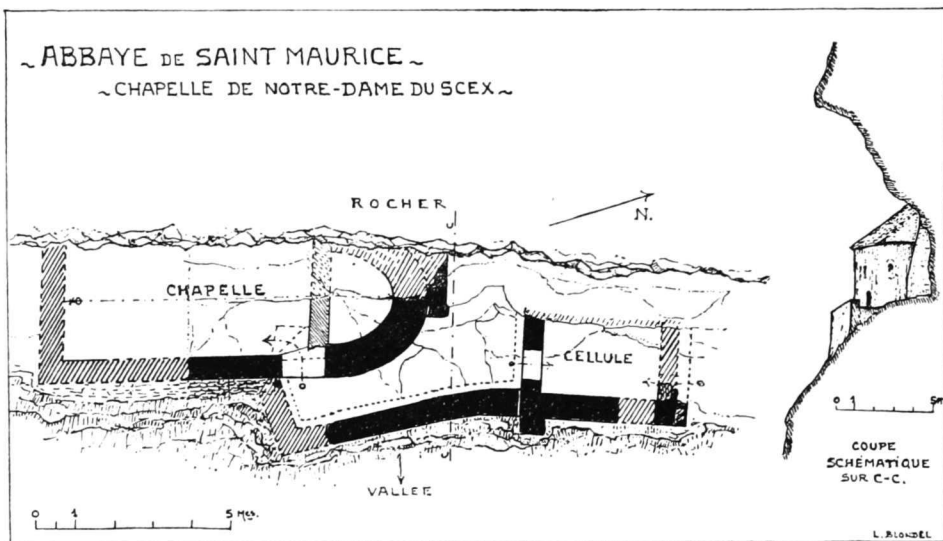 ~ ABBAYE DE SAINT MAURICE ~
~ CHAPELLE DE NOTRE-DAME DU SCEX ~
ROCHER
N.
CHAPELLE
CELLULE
VALLÉE
0 1 5 Mes.
0 1 5m
COUPE
SCHÉMATIQUE
SUR C-C.
L. BLONDEL